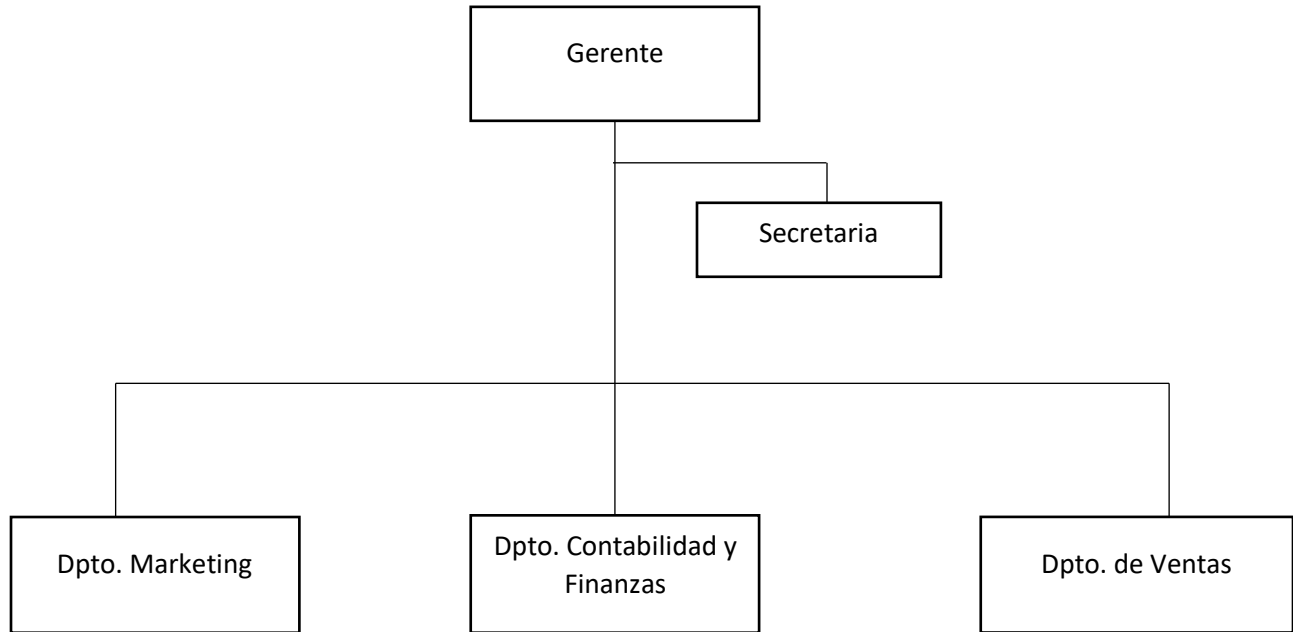 Gerente
Secretaria
Dpto. Marketing
Dpto. Contabilidad y
Finanzas
Dpto. de Ventas